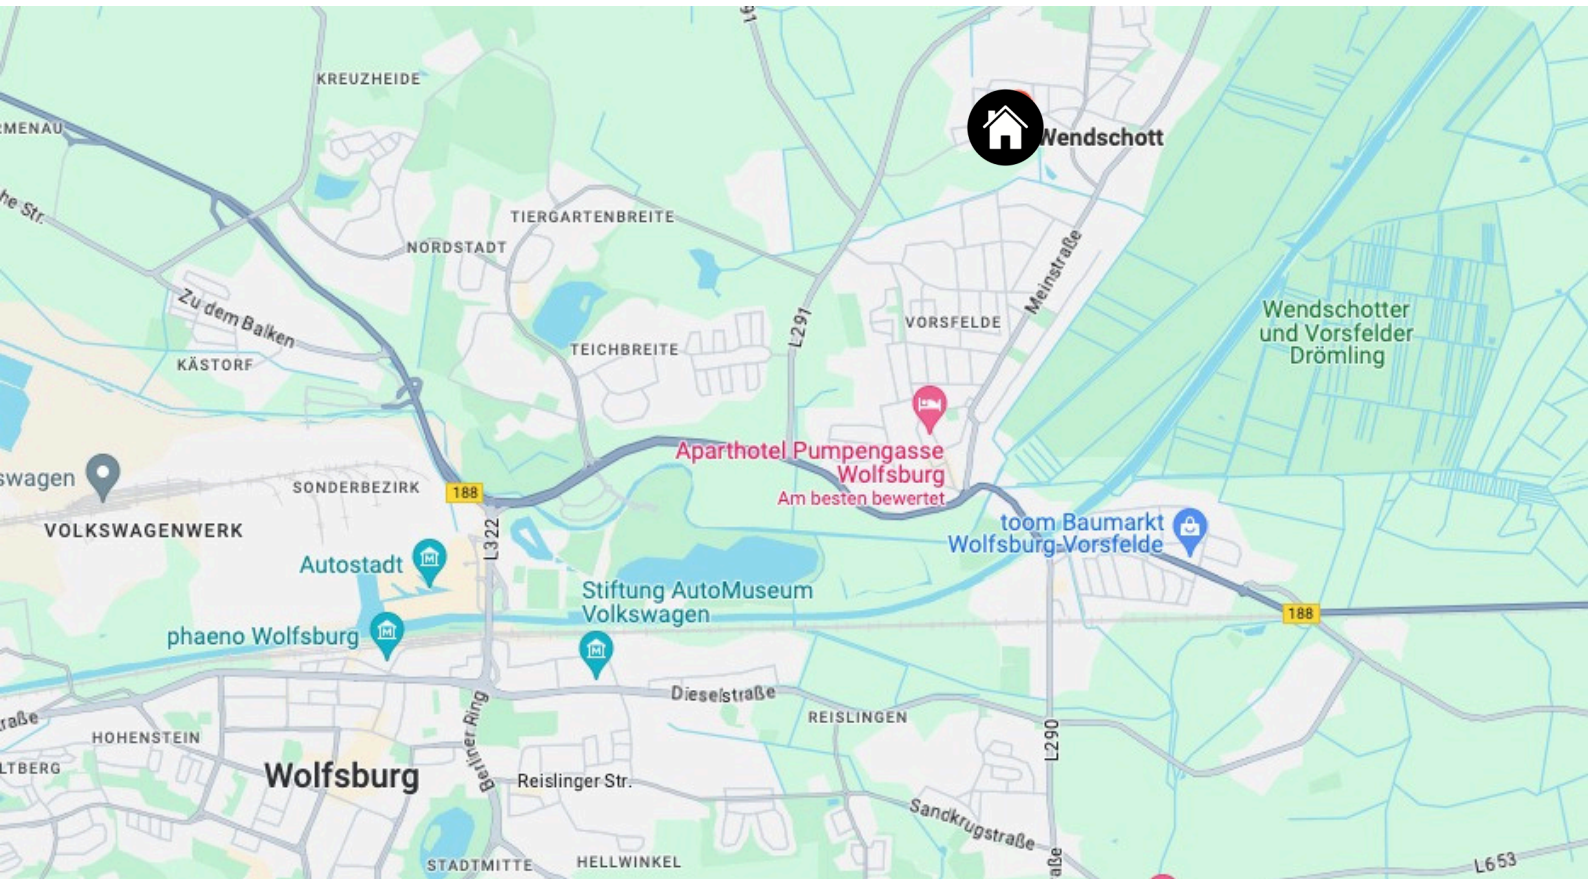 91
KREUZHEIDE
RMENAU
Wendschott
he Str.
TIERGARTENBREITE
NORDSTADT
Meinstraße
Zu dem Balken
L291
VORSFELDE
Wendschotter
und Vorsfelder
Drömling
TEICHBREITE
KÄSTORF
Aparthotel Pumpengasse
Wolfsburg
Am besten bewertet
swagen
SONDERBEZIRK
188
VOLKSWAGENWERK
L322
toom Baumarkt
Wolfsburg-Vorsfelde
Autostadt
Stiftung AutoMuseum
Volkswagen
188
phaeno Wolfsburg
Dieselstraße
raße
REISLINGEN
HOHENSTEIN
Berliner Ring
L290
LTBERG
Wolfsburg
Reislinger Str.
Sandkrugstraße
STADTMITTE
HELLWINKEL
aße
L653